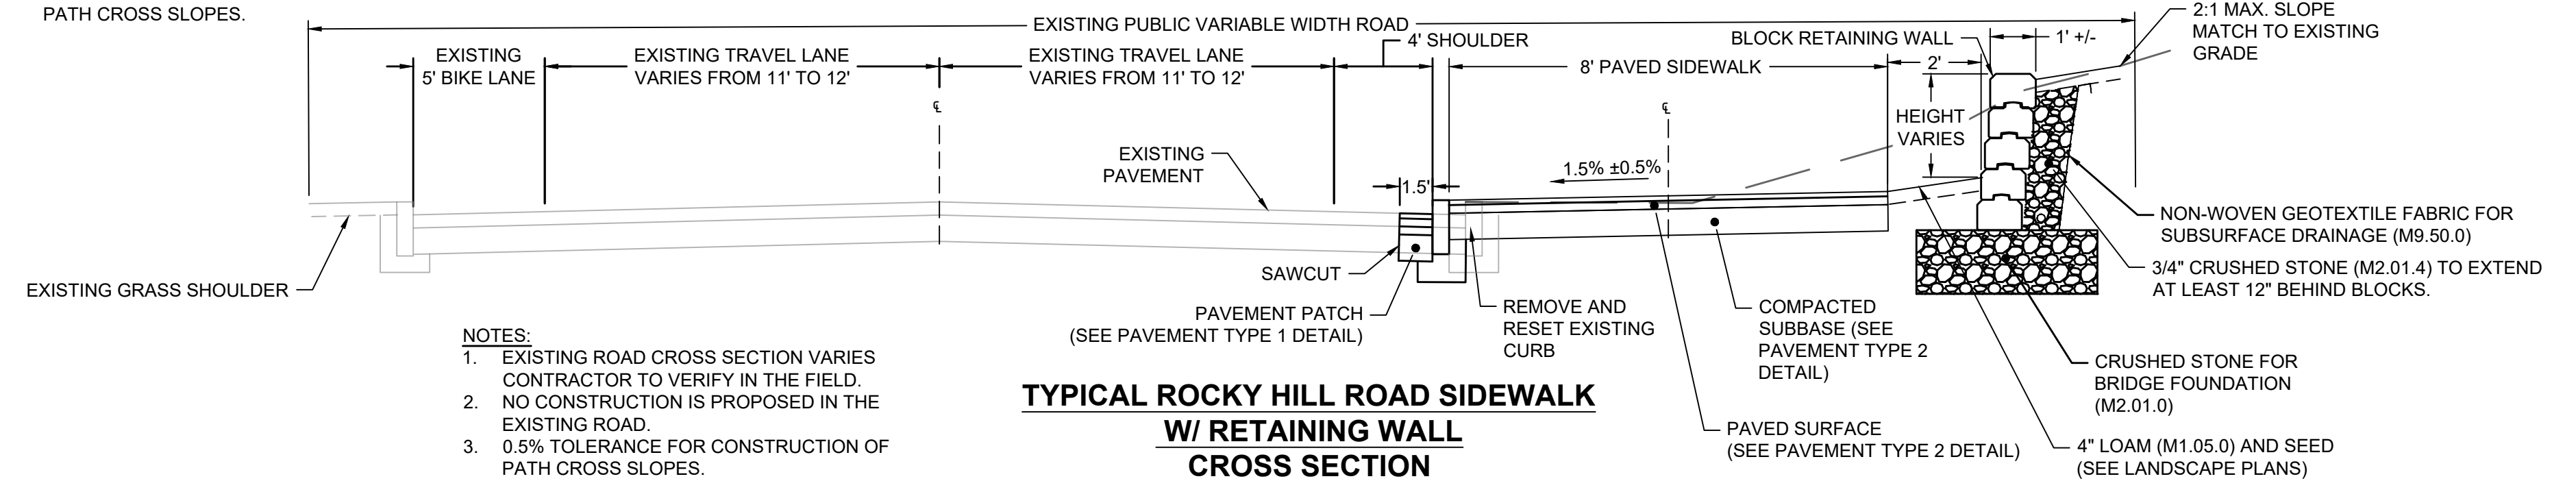 PATH CROSS SLOPES.
EXISTING PUBLIC VARIABLE WIDTH ROAD
EXISTING
5' BIKE LANE
EXISTING TRAVEL LANE
VARIES FROM 11' TO 12'
EXISTING TRAVEL LANE
VARIES FROM 11' TO 12'
4' SHOULDER
8' PAVED SIDEWALK
BLOCK RETAINING WALL
2'
1' +/-
2:1 MAX. SLOPE
MATCH TO EXISTING
GRADE
℄
℄
HEIGHT
VARIES
EXISTING
PAVEMENT
1.5'
1.5% ±0.5%
EXISTING GRASS SHOULDER
SAWCUT
PAVEMENT PATCH
(SEE PAVEMENT TYPE 1 DETAIL)
REMOVE AND
RESET EXISTING
CURB
COMPACTED
SUBBASE (SEE
PAVEMENT TYPE 2
DETAIL)
PAVED SURFACE
(SEE PAVEMENT TYPE 2 DETAIL)
NON-WOVEN GEOTEXTILE FABRIC FOR
SUBSURFACE DRAINAGE (M9.50.0)
3/4" CRUSHED STONE (M2.01.4) TO EXTEND
AT LEAST 12" BEHIND BLOCKS.
CRUSHED STONE FOR
BRIDGE FOUNDATION
(M2.01.0)
4" LOAM (M1.05.0) AND SEED
(SEE LANDSCAPE PLANS)
NOTES:
1. EXISTING ROAD CROSS SECTION VARIES
CONTRACTOR TO VERIFY IN THE FIELD.
2. NO CONSTRUCTION IS PROPOSED IN THE
EXISTING ROAD.
3. 0.5% TOLERANCE FOR CONSTRUCTION OF
PATH CROSS SLOPES.
TYPICAL ROCKY HILL ROAD SIDEWALK
W/ RETAINING WALL
CROSS SECTION